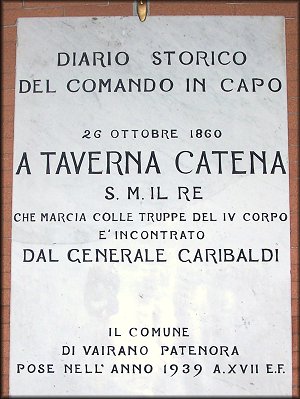 DIARIO STORICO
DEL COMANDO IN CAPO
26 OTTOBRE 1860
A TAVERNA CATENA
S. M. IL RE
CHE MARCIA COLLE TRUPPE DEL IV CORPO
E' INCONTRATO
DAL GENERALE GARIBALDI
IL COMUNE
DI VAIRANO PATENORA
POSE NELL' ANNO 1939 A.XVII E.F.